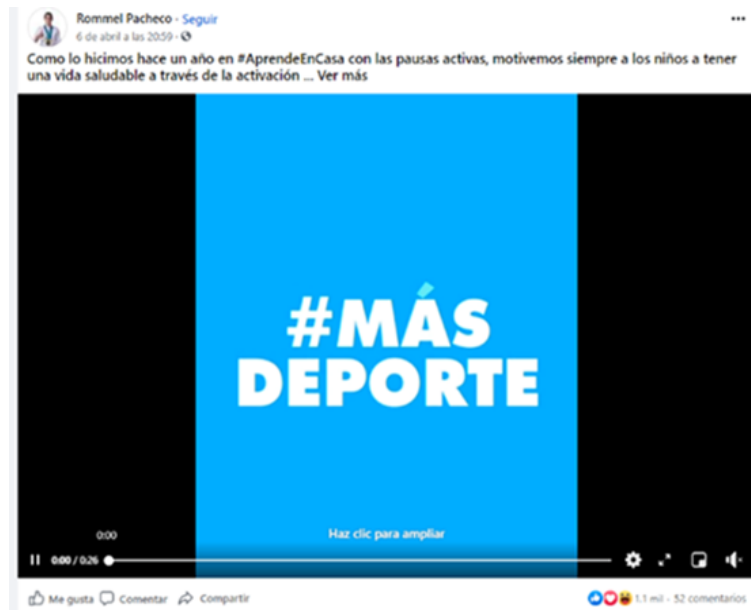 Rommel Pacheco · Seguir
6 de abril a las 20:59 ·
Como lo hicimos hace un año en #AprendeEnCasa con las pausas activas, motivemos siempre a los niños a tener
una vida saludable a través de la activación ... Ver más
#MÁS
DEPORTE
0:00
Haz clic para ampliar
0:00 / 0:26
Me gusta Comentar Compartir 1.1 mil · 52 comentarios